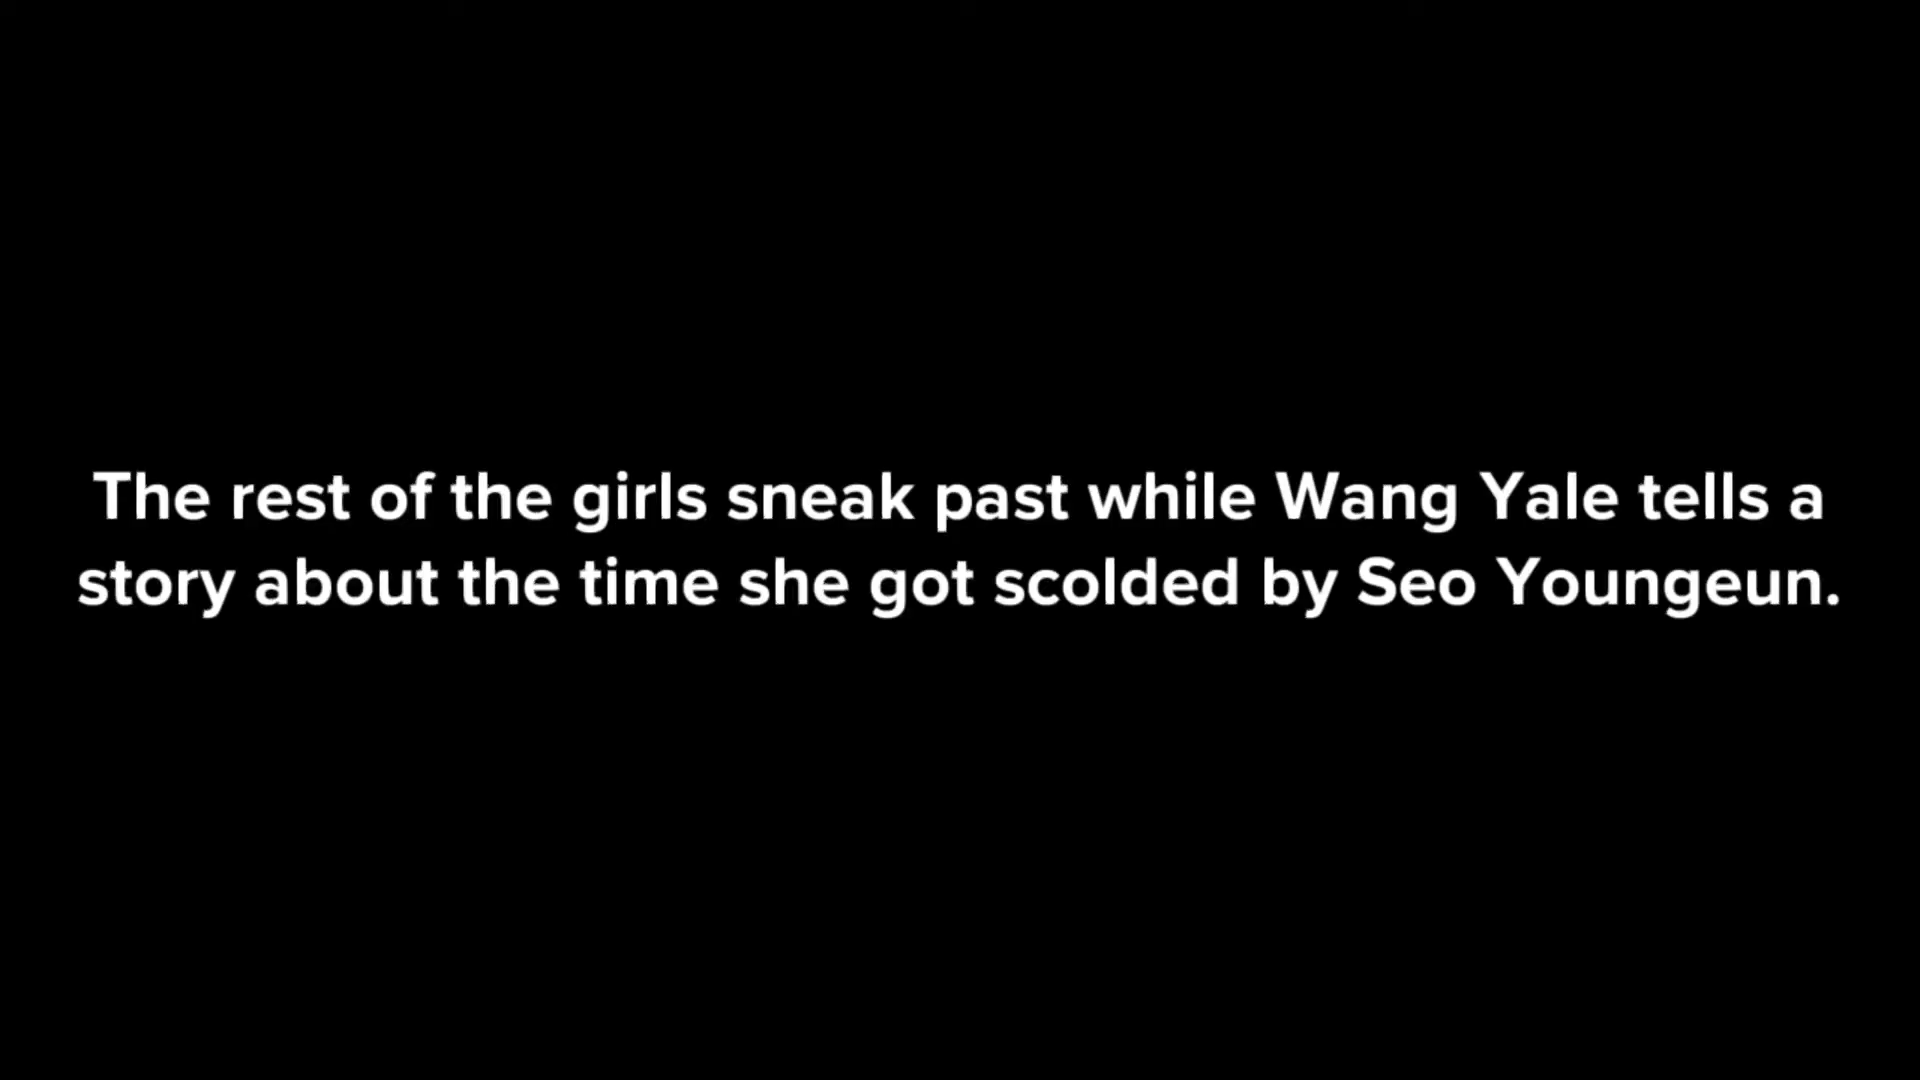 The rest of the girls sneak past while Wang Yale tells a
story about the time she got scolded by Seo Youngeun.